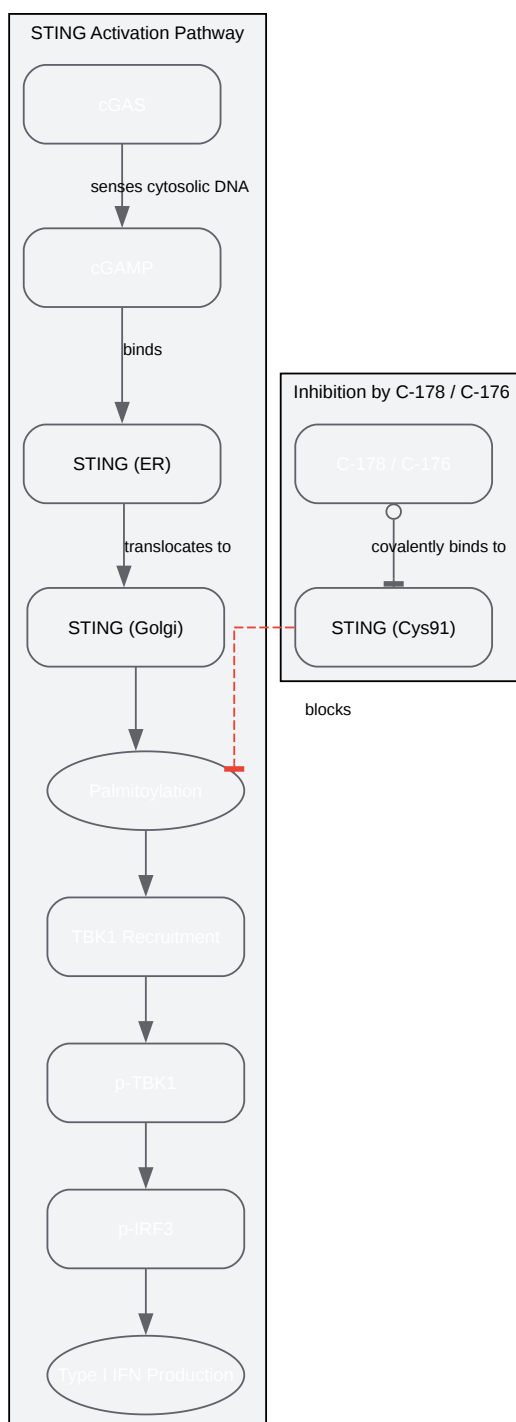 STING Activation Pathway
cGAS
senses cytosolic DNA
cGAMP
binds
STING (ER)
translocates to
STING (Golgi)
Palmitoylation
TBK1 Recruitment
p-TBK1
p-IRF3
Type I IFN Production
Inhibition by C-178 / C-176
C-178 / C-176
covalently binds to
STING (Cys91)
blocks